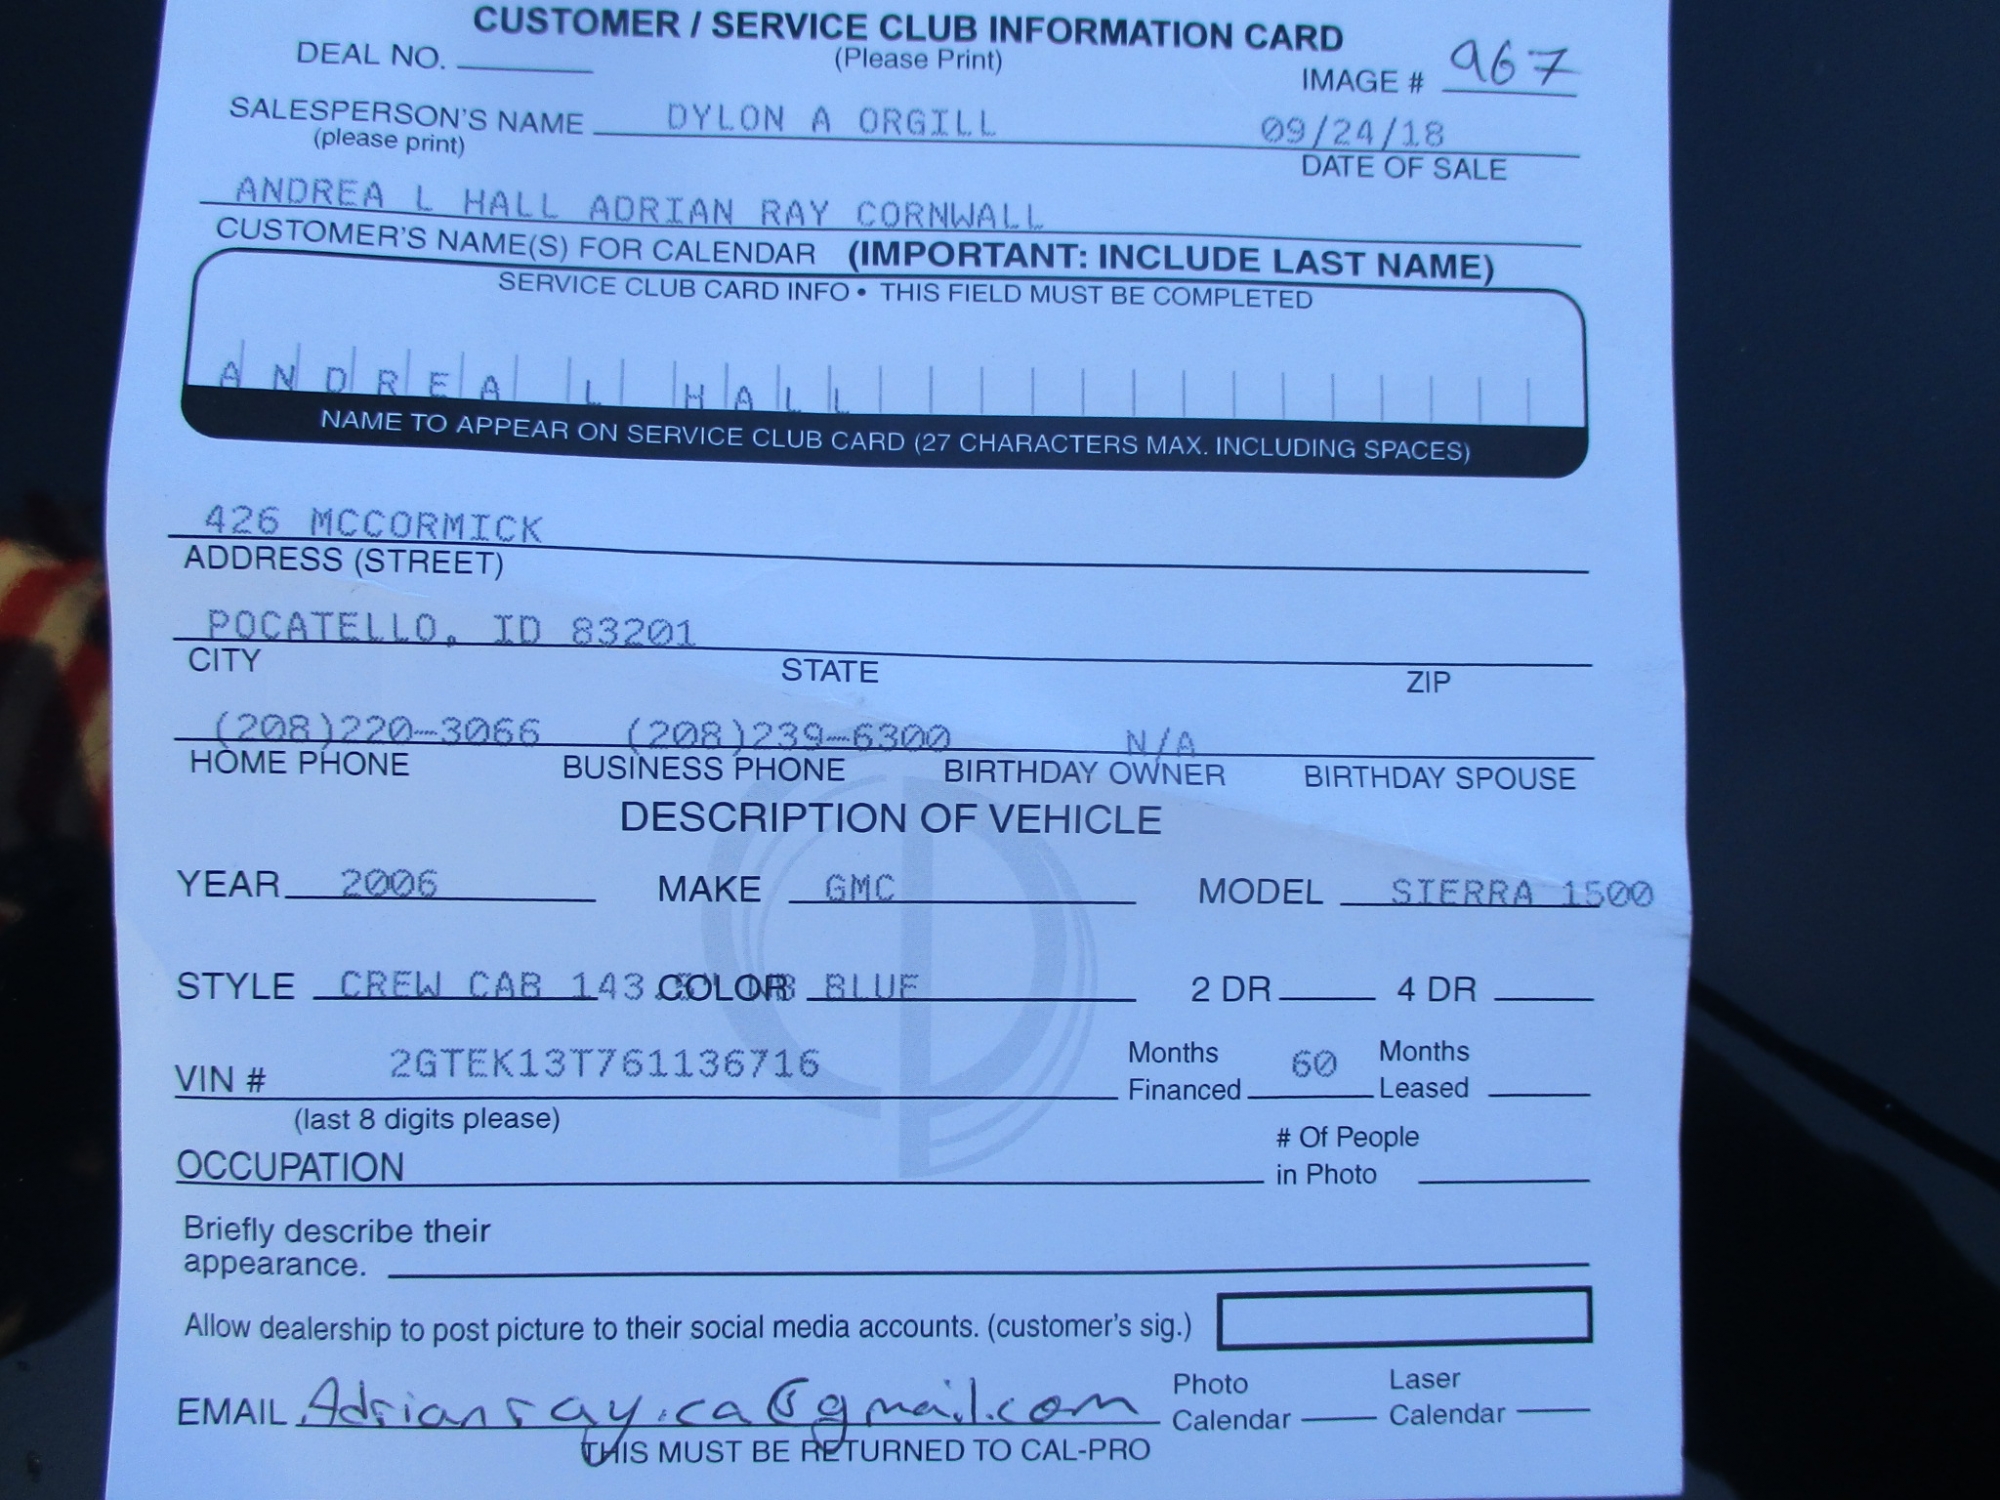 CUSTOMER / SERVICE CLUB INFORMATION CARD
DEAL NO. (Please Print) IMAGE # 967
SALESPERSON'S NAME DYLON A ORGILL 09/24/18
(please print) DATE OF SALE
ANDREA L HALL ADRIAN RAY CORNWALL
CUSTOMER'S NAME(S) FOR CALENDAR (IMPORTANT: INCLUDE LAST NAME)
SERVICE CLUB CARD INFO • THIS FIELD MUST BE COMPLETED
ANDREA L HALL
NAME TO APPEAR ON SERVICE CLUB CARD (27 CHARACTERS MAX. INCLUDING SPACES)
426 MCCORMICK
ADDRESS (STREET)
POCATELLO, ID 83201
CITY STATE ZIP
(208)220-3066 (208)239-6300 N/A
HOME PHONE BUSINESS PHONE BIRTHDAY OWNER BIRTHDAY SPOUSE
DESCRIPTION OF VEHICLE
YEAR 2006 MAKE GMC MODEL SIERRA 1500
STYLE CREW CAB 143 COLOR BLUE 2 DR 4 DR
VIN # 2GTEK13T761136716 Months Financed 60 Months Leased
(last 8 digits please)
OCCUPATION # Of People in Photo
Briefly describe their
appearance.
Allow dealership to post picture to their social media accounts. (customer's sig.)
EMAIL Adrianray.ca@gmail.com Photo Calendar Laser Calendar
THIS MUST BE RETURNED TO CAL-PRO